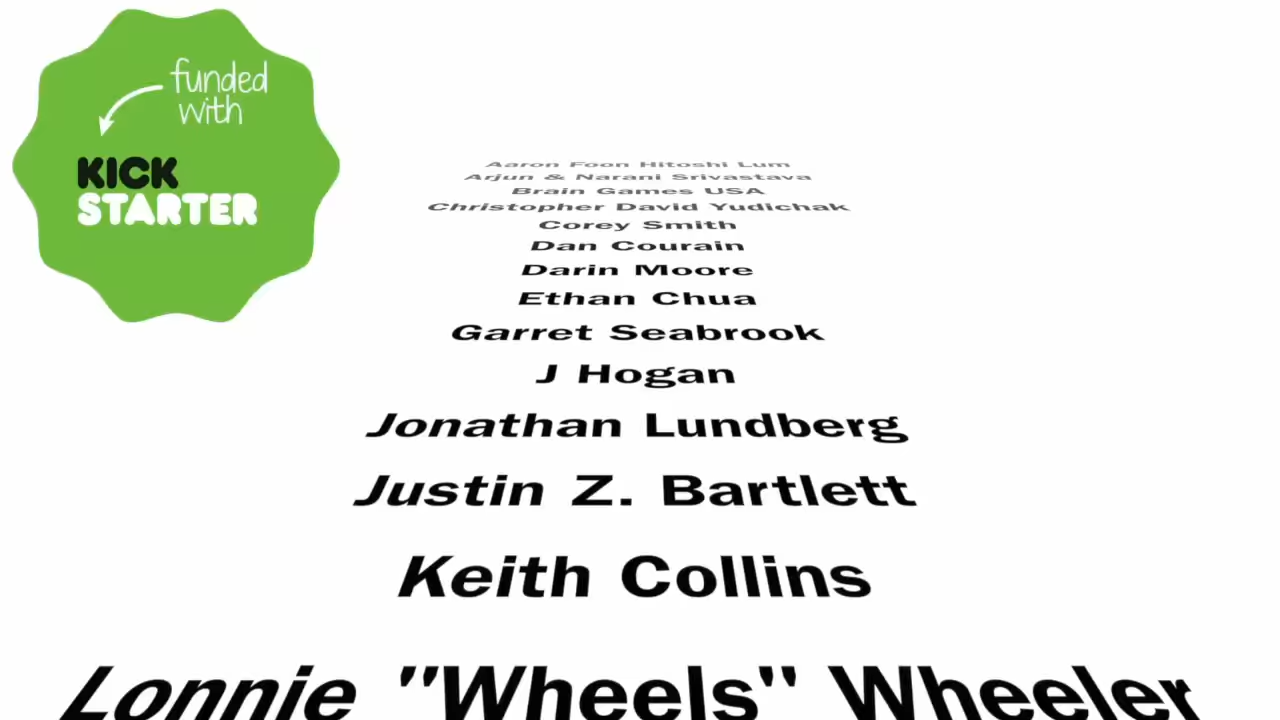 funded
with
KICK
STARTER
Aaron Foon Hitoshi Lum
Arjun & Narani Srivastava
Brain Games USA
Christopher David Yudichak
Corey Smith
Dan Courain
Darin Moore
Ethan Chua
Garret Seabrook
J Hogan
Jonathan Lundberg
Justin Z. Bartlett
Keith Collins
Lonnie "Wheels" Wheeler